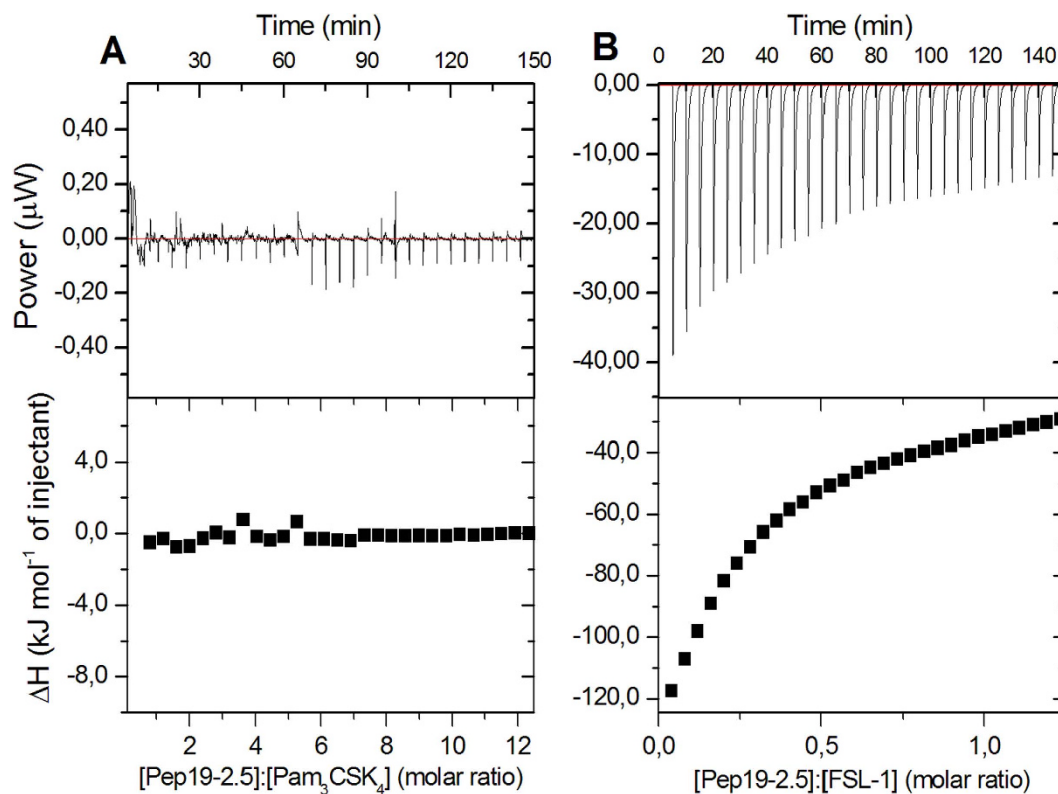 A
Time (min)
30 60 90 120 150
0,40
0,20
0,00
-0,20
-0,40
Power (µW)
4,0
0,0
-4,0
-8,0
ΔH (kJ mol⁻¹ of injectant)
2 4 6 8 10 12
[Pep19-2.5]:[Pam₃CSK₄] (molar ratio)
B
Time (min)
0 20 40 60 80 100 120 140
0,00
-10,00
-20,00
-30,00
-40,00
-40,0
-60,0
-80,0
-100,0
-120,0
0,0 0,5 1,0
[Pep19-2.5]:[FSL-1] (molar ratio)